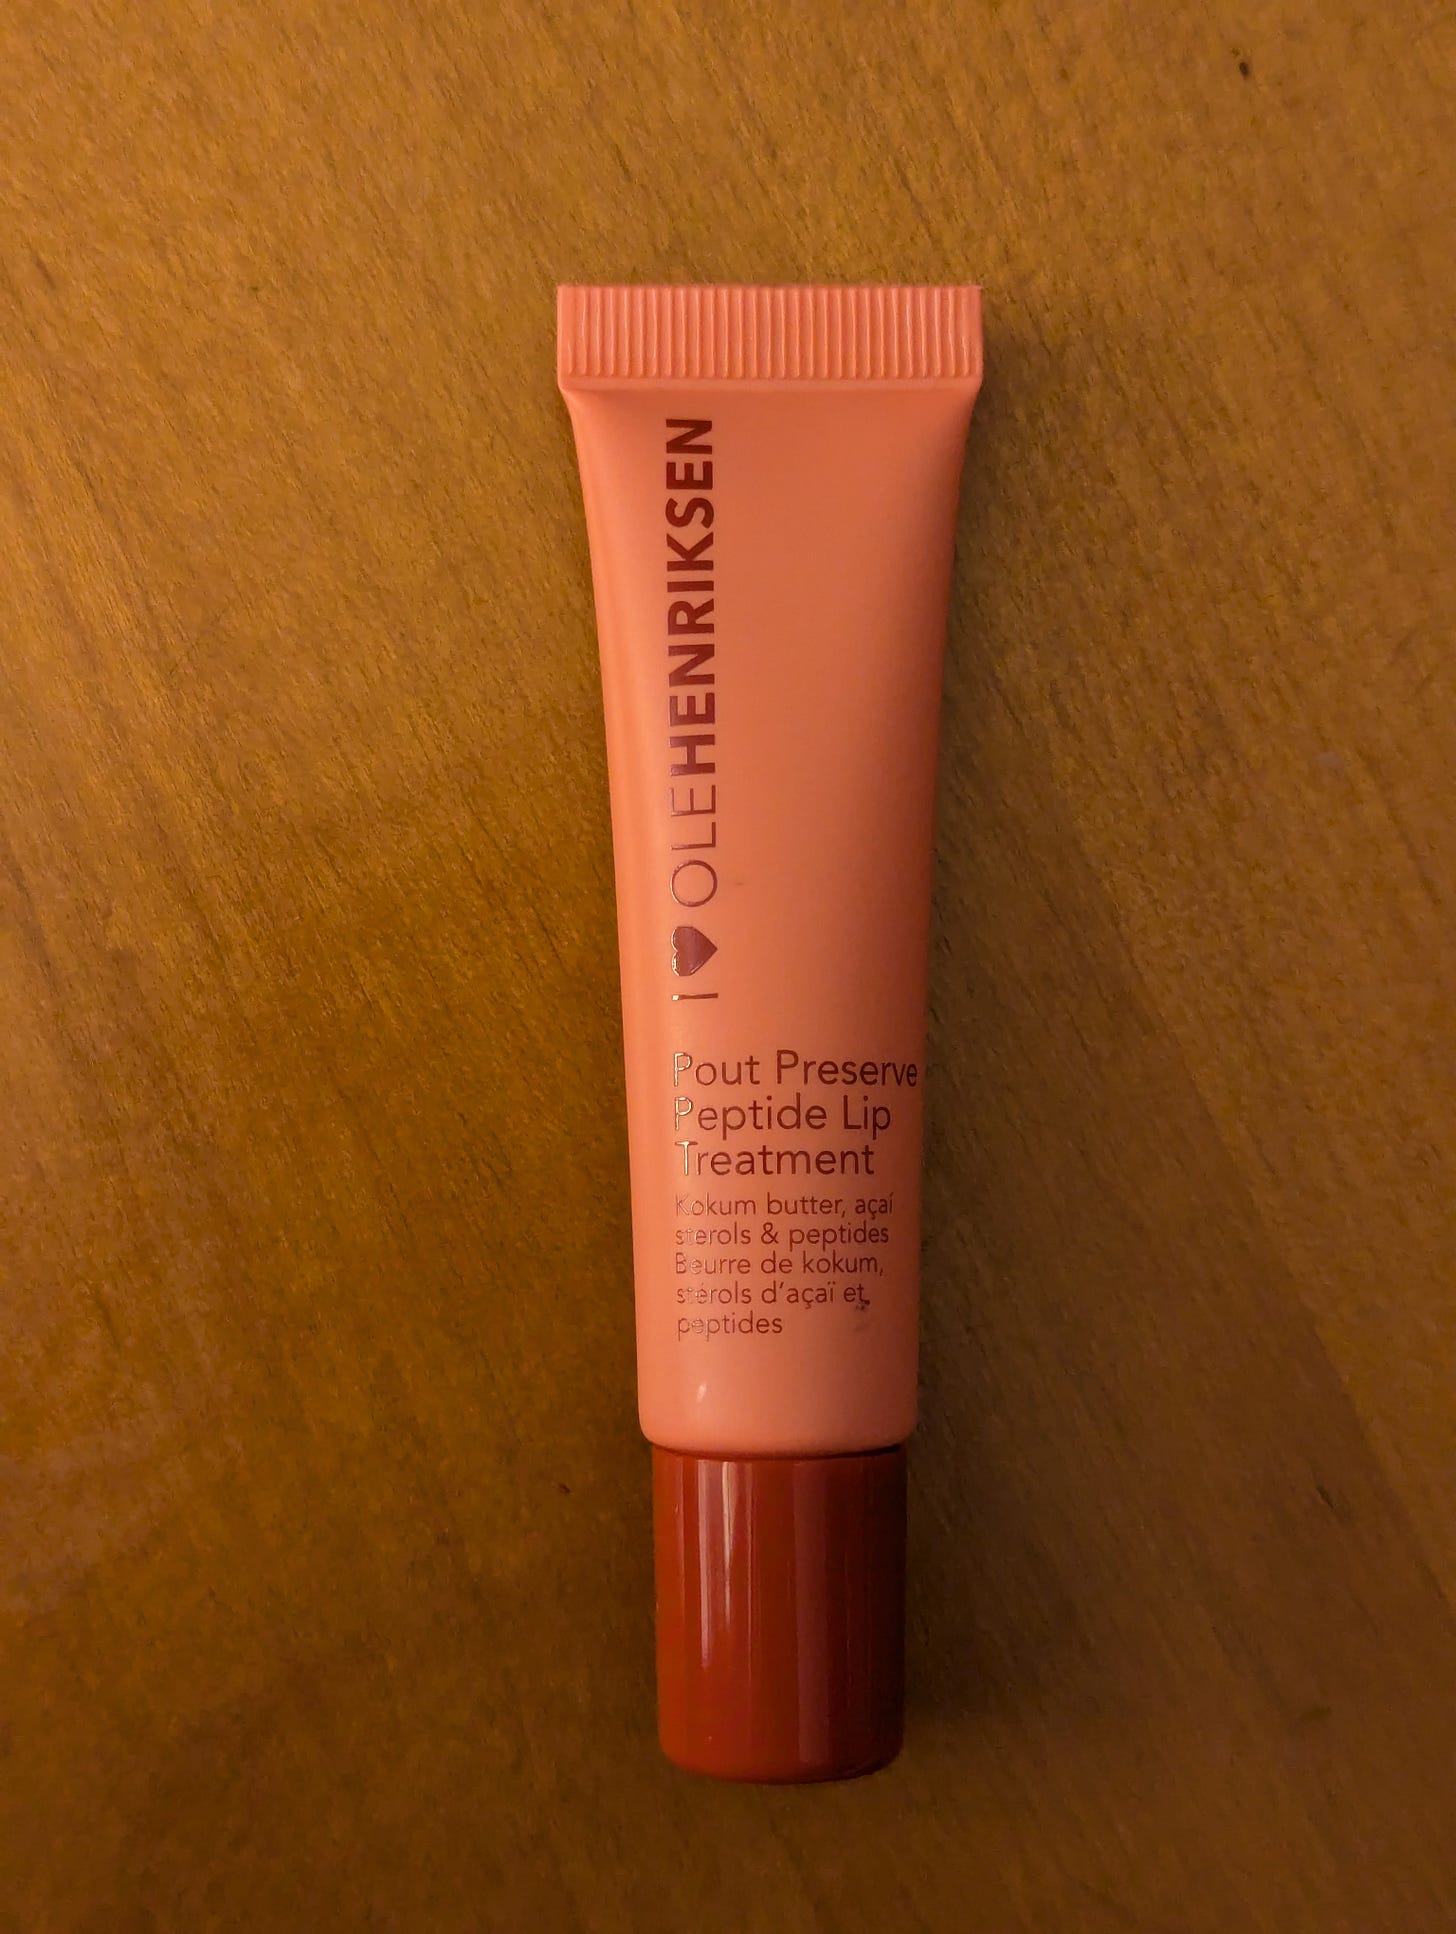 I ♥ OLEHENRIKSEN
Pout Preserve
Peptide Lip
Treatment
Kokum butter, açaí
sterols & peptides
Beurre de kokum,
stérols d’açaï et
peptides